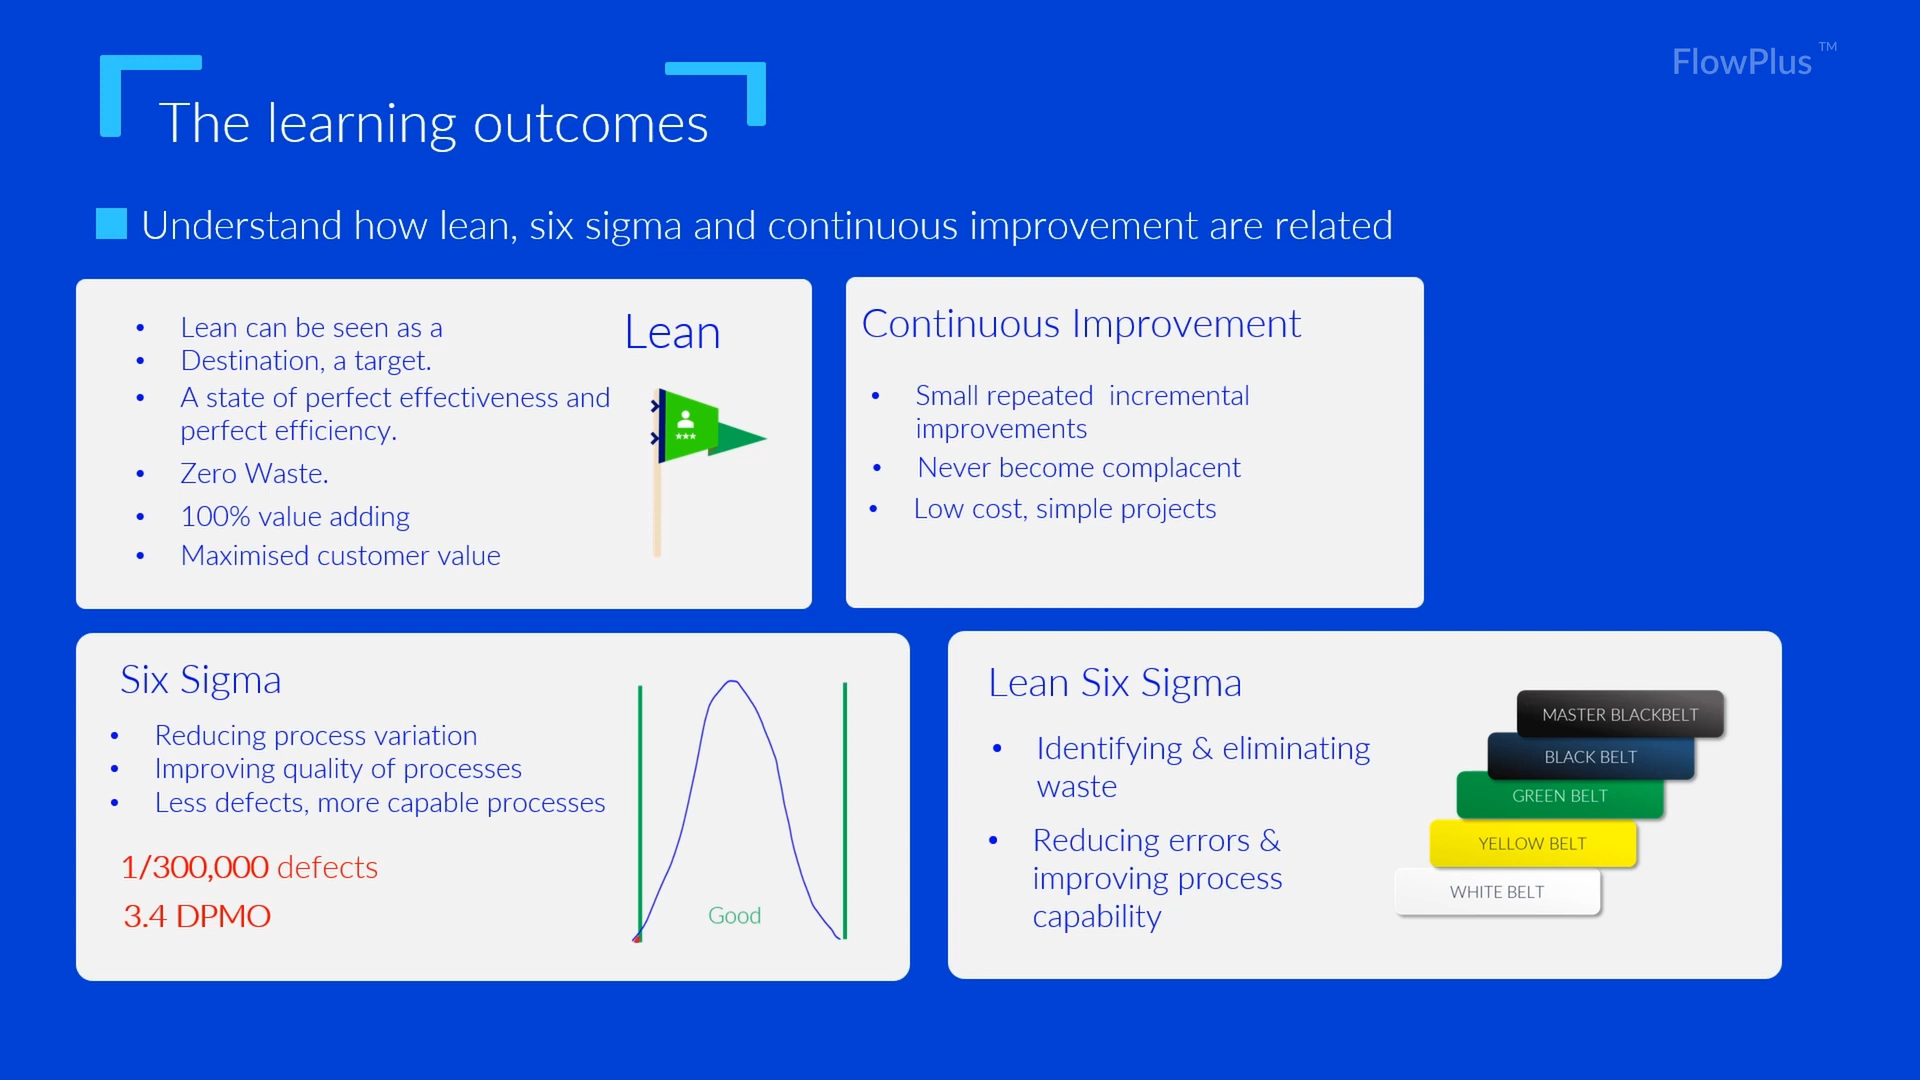 FlowPlus™
The learning outcomes
Understand how lean, six sigma and continuous improvement are related
Lean
• Lean can be seen as a
• Destination, a target.
• A state of perfect effectiveness and
perfect efficiency.
• Zero Waste.
• 100% value adding
• Maximised customer value
Continuous Improvement
• Small repeated  incremental
improvements
• Never become complacent
• Low cost, simple projects
Six Sigma
• Reducing process variation
• Improving quality of processes
• Less defects, more capable processes
1/300,000 defects
3.4 DPMO
Good
Lean Six Sigma
• Identifying & eliminating
waste
• Reducing errors &
improving process
capability
MASTER BLACKBELT
BLACK BELT
GREEN BELT
YELLOW BELT
WHITE BELT